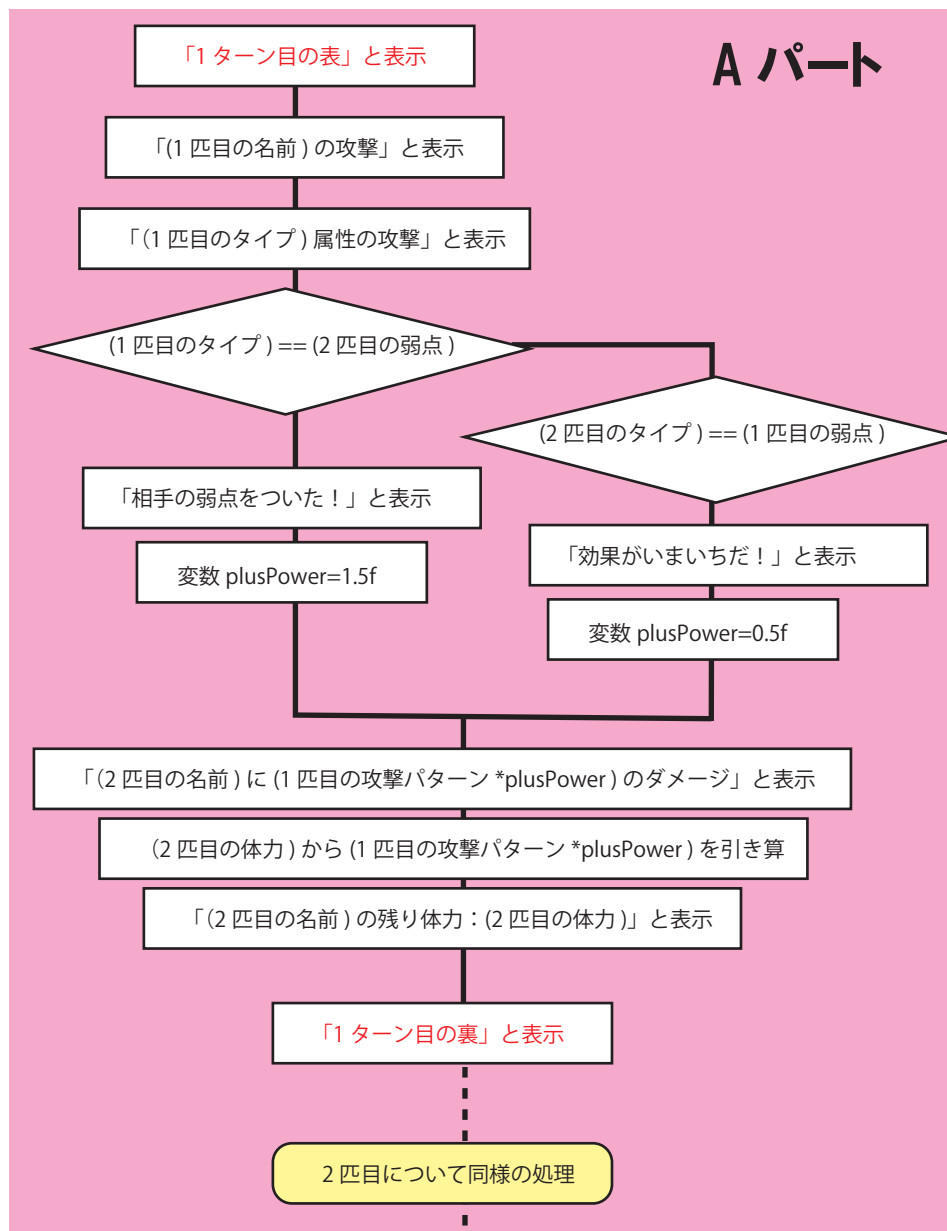 「1 ターン目の表」と表示
A パート
「(1 匹目の名前 ) の攻撃」と表示
「（1 匹目のタイプ ) 属性の攻撃」と表示
(1 匹目のタイプ ) == (2 匹目の弱点 )
(2 匹目のタイプ ) == (1 匹目の弱点 )
「相手の弱点をついた！」と表示
変数 plusPower=1.5f
「効果がいまいちだ！」と表示
変数 plusPower=0.5f
「（2 匹目の名前 ) に (1 匹目の攻撃パターン *plusPower ) のダメージ」と表示
（2 匹目の体力 ) から (1 匹目の攻撃パターン *plusPower ) を引き算
「（2 匹目の名前 ) の残り体力：(2 匹目の体力 )」と表示
「1 ターン目の裏」と表示
2 匹目について同様の処理